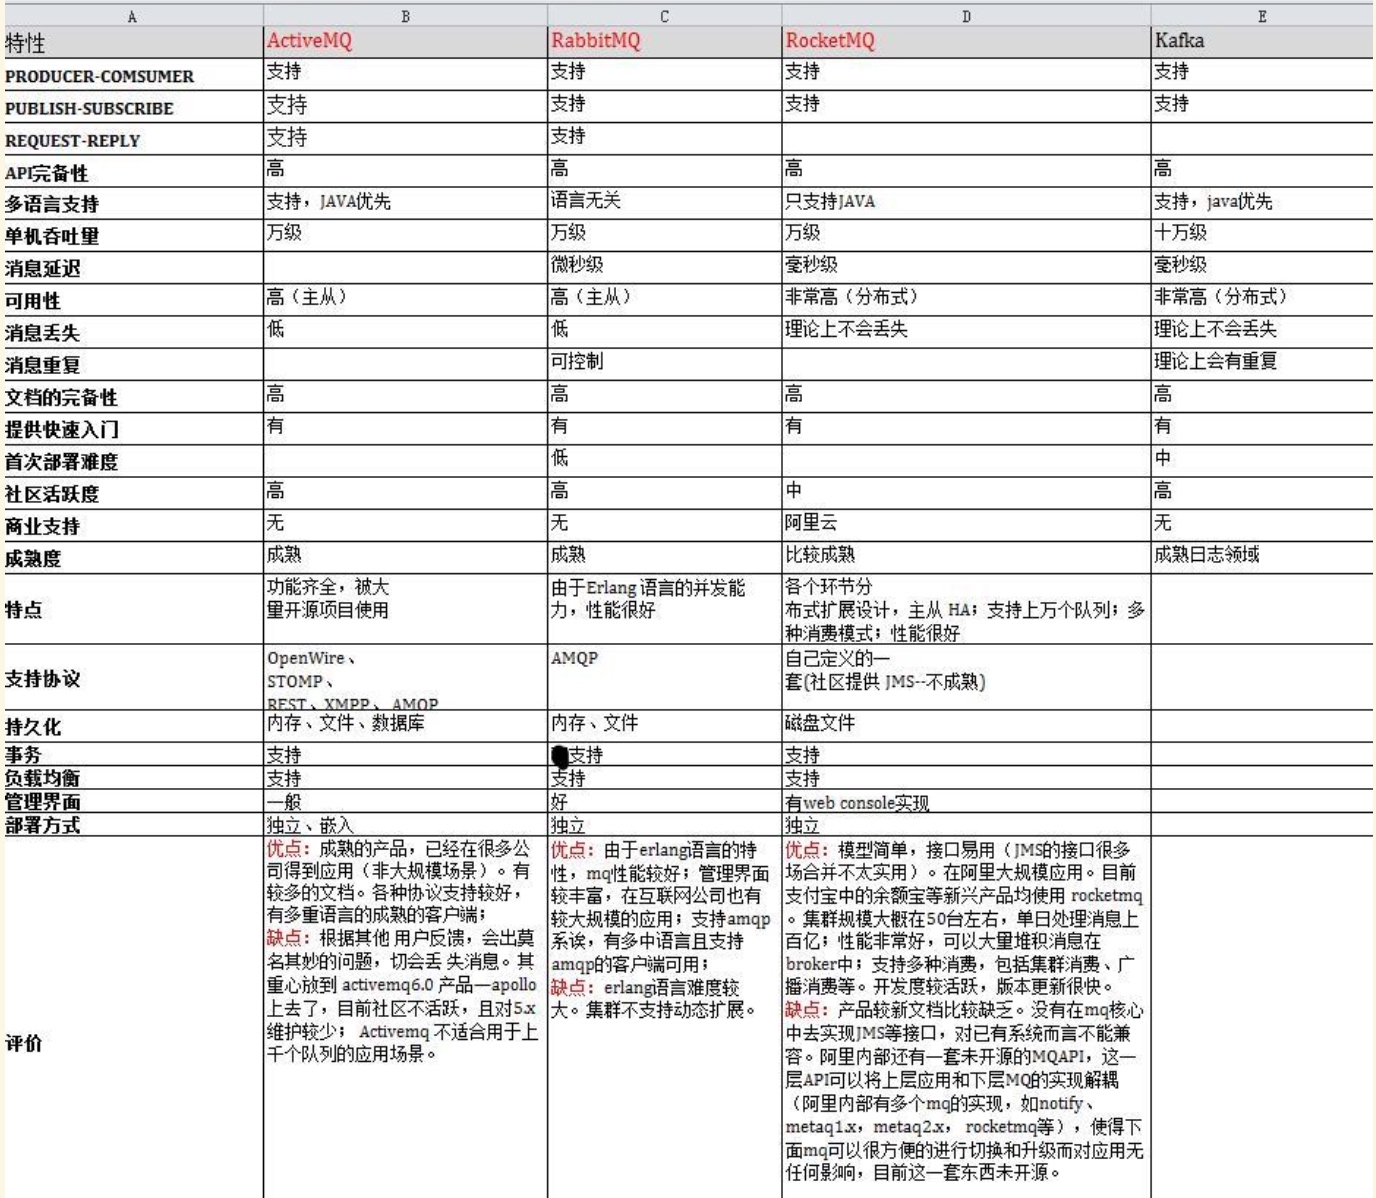 A B C D E
特性 ActiveMQ RabbitMQ RocketMQ Kafka
PRODUCER-COMSUMER 支持 支持 支持 支持
PUBLISH-SUBSCRIBE 支持 支持 支持 支持
REQUEST-REPLY 支持 支持
API完备性 高 高 高 高
多语言支持 支持，JAVA优先 语言无关 只支持JAVA 支持，java优先
单机吞吐量 万级 万级 万级 十万级
消息延迟 微秒级 毫秒级 毫秒级
可用性 高（主从） 高（主从） 非常高（分布式） 非常高（分布式）
消息丢失 低 低 理论上不会丢失 理论上不会丢失
消息重复 可控制 理论上会有重复
文档的完备性 高 高 高 高
提供快速入门 有 有 有 有
首次部署难度 低 中
社区活跃度 高 高 中 高
商业支持 无 无 阿里云 无
成熟度 成熟 成熟 比较成熟 成熟日志领域
特点
功能齐全，被大
量开源项目使用
由于Erlang 语言的并发能
力，性能很好
各个环节分
布式扩展设计，主从 HA；支持上万个队列；多
种消费模式；性能很好
支持协议
OpenWire、
STOMP、
REST、XMPP、 AMQP
AMQP
自己定义的一
套(社区提供 JMS--不成熟)
持久化 内存、文件、数据库 内存、文件 磁盘文件
事务 支持 支持 支持
负载均衡 支持 支持 支持
管理界面 一般 好 有web console实现
部署方式 独立、嵌入 独立 独立
评价
优点：成熟的产品，已经在很多公
司得到应用（非大规模场景）。有
较多的文档。各种协议支持较好，
有多重语言的成熟的客户端；
缺点：根据其他 用户反馈，会出莫
名其妙的问题，切会丢 失消息。其
重心放到 activemq6.0 产品—apollo
上去了，目前社区不活跃，且对5.x
维护较少； Activemq 不适合用于上
千个队列的应用场景。
优点：由于erlang语言的特
性，mq性能较好；管理界面
较丰富，在互联网公司也有
较大规模的应用；支持amqp
系诶，有多中语言且支持
amqp的客户端可用；
缺点：erlang语言难度较
大。集群不支持动态扩展。
优点：模型简单，接口易用（JMS的接口很多
场合并不太实用）。在阿里大规模应用。目前
支付宝中的余额宝等新兴产品均使用 rocketmq
。集群规模大概在50台左右，单日处理消息上
百亿；性能非常好，可以大量堆积消息在
broker中；支持多种消费，包括集群消费、广
播消费等。开发度较活跃，版本更新很快。
缺点：产品较新文档比较缺乏。没有在mq核心
中去实现JMS等接口，对已有系统而言不能兼
容。阿里内部还有一套未开源的MQAPI，这一
层API可以将上层应用和下层MQ的实现解耦
（阿里内部有多个mq的实现，如notify、
metaq1.x，metaq2.x， rocketmq等），使得下
面mq可以很方便的进行切换和升级而对应用无
任何影响，目前这一套东西未开源。